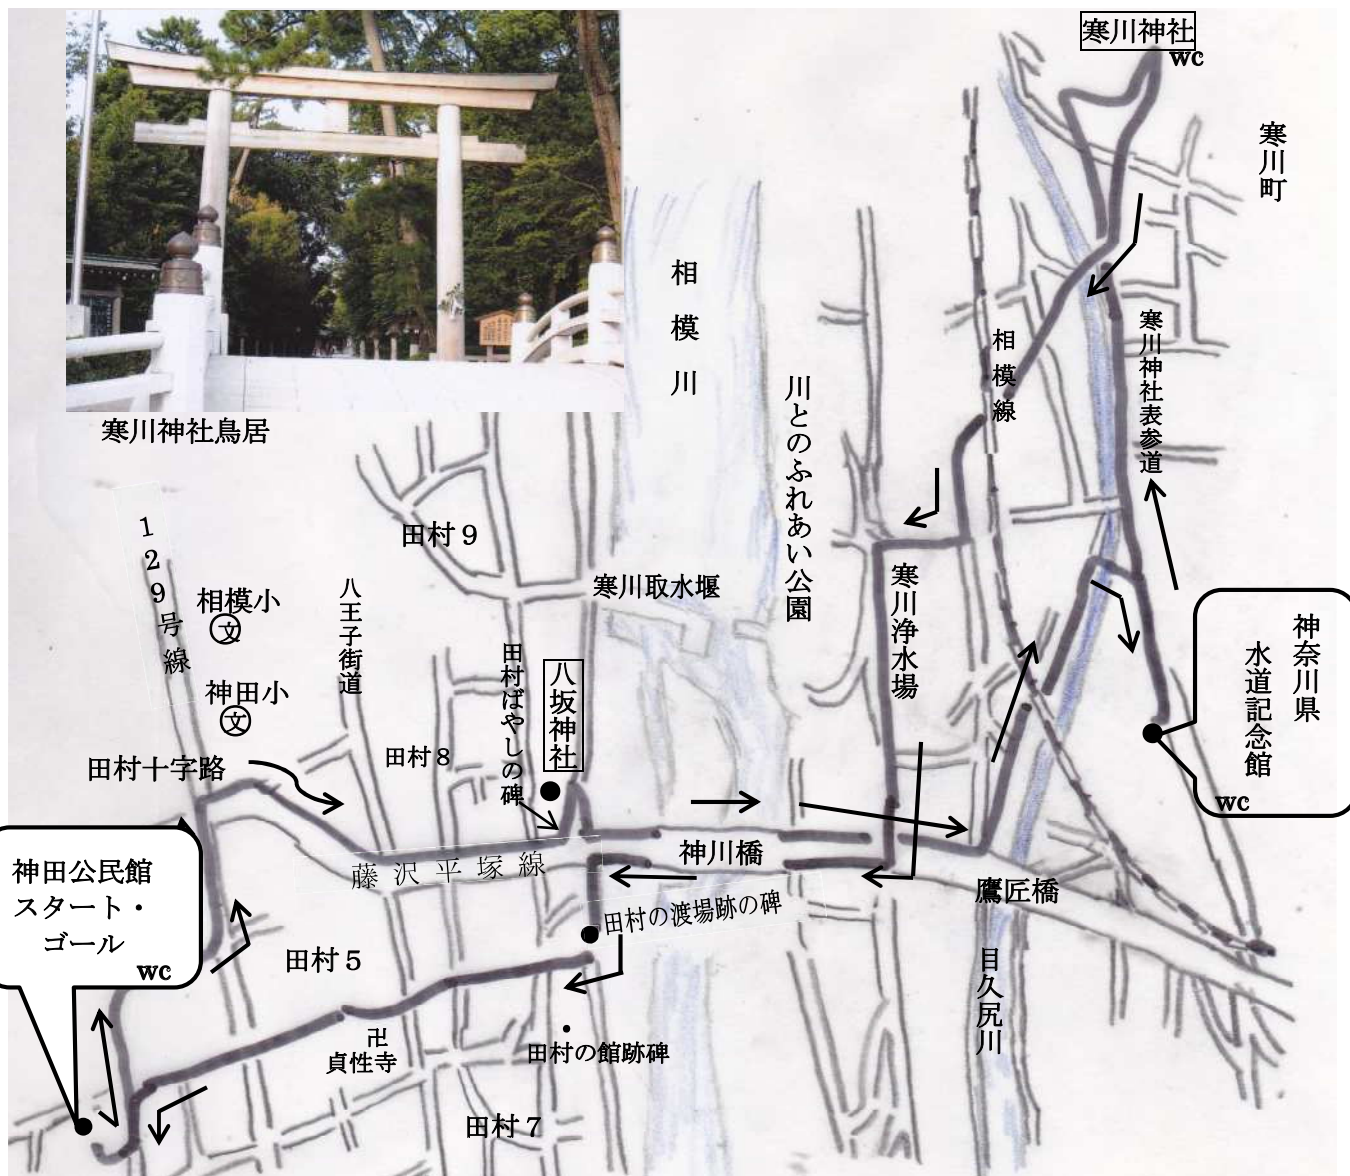 寒川神社
wc
寒川町
寒川神社鳥居
相模川
川とのふれあい公園
相模線
寒川神社表参道
129号線
相模小
文
神田小
文
田村十字路
八王子街道
田村9
田村8
田村ばやしの碑
八坂神社
寒川取水堰
寒川浄水場
神奈川県
水道記念館
wc
神川橋
藤沢平塚線
鷹匠橋
目久尻川
田村の渡場跡の碑
神田公民館
スタート・
ゴール
wc
田村5
卍
貞性寺
田村の館跡碑
田村7